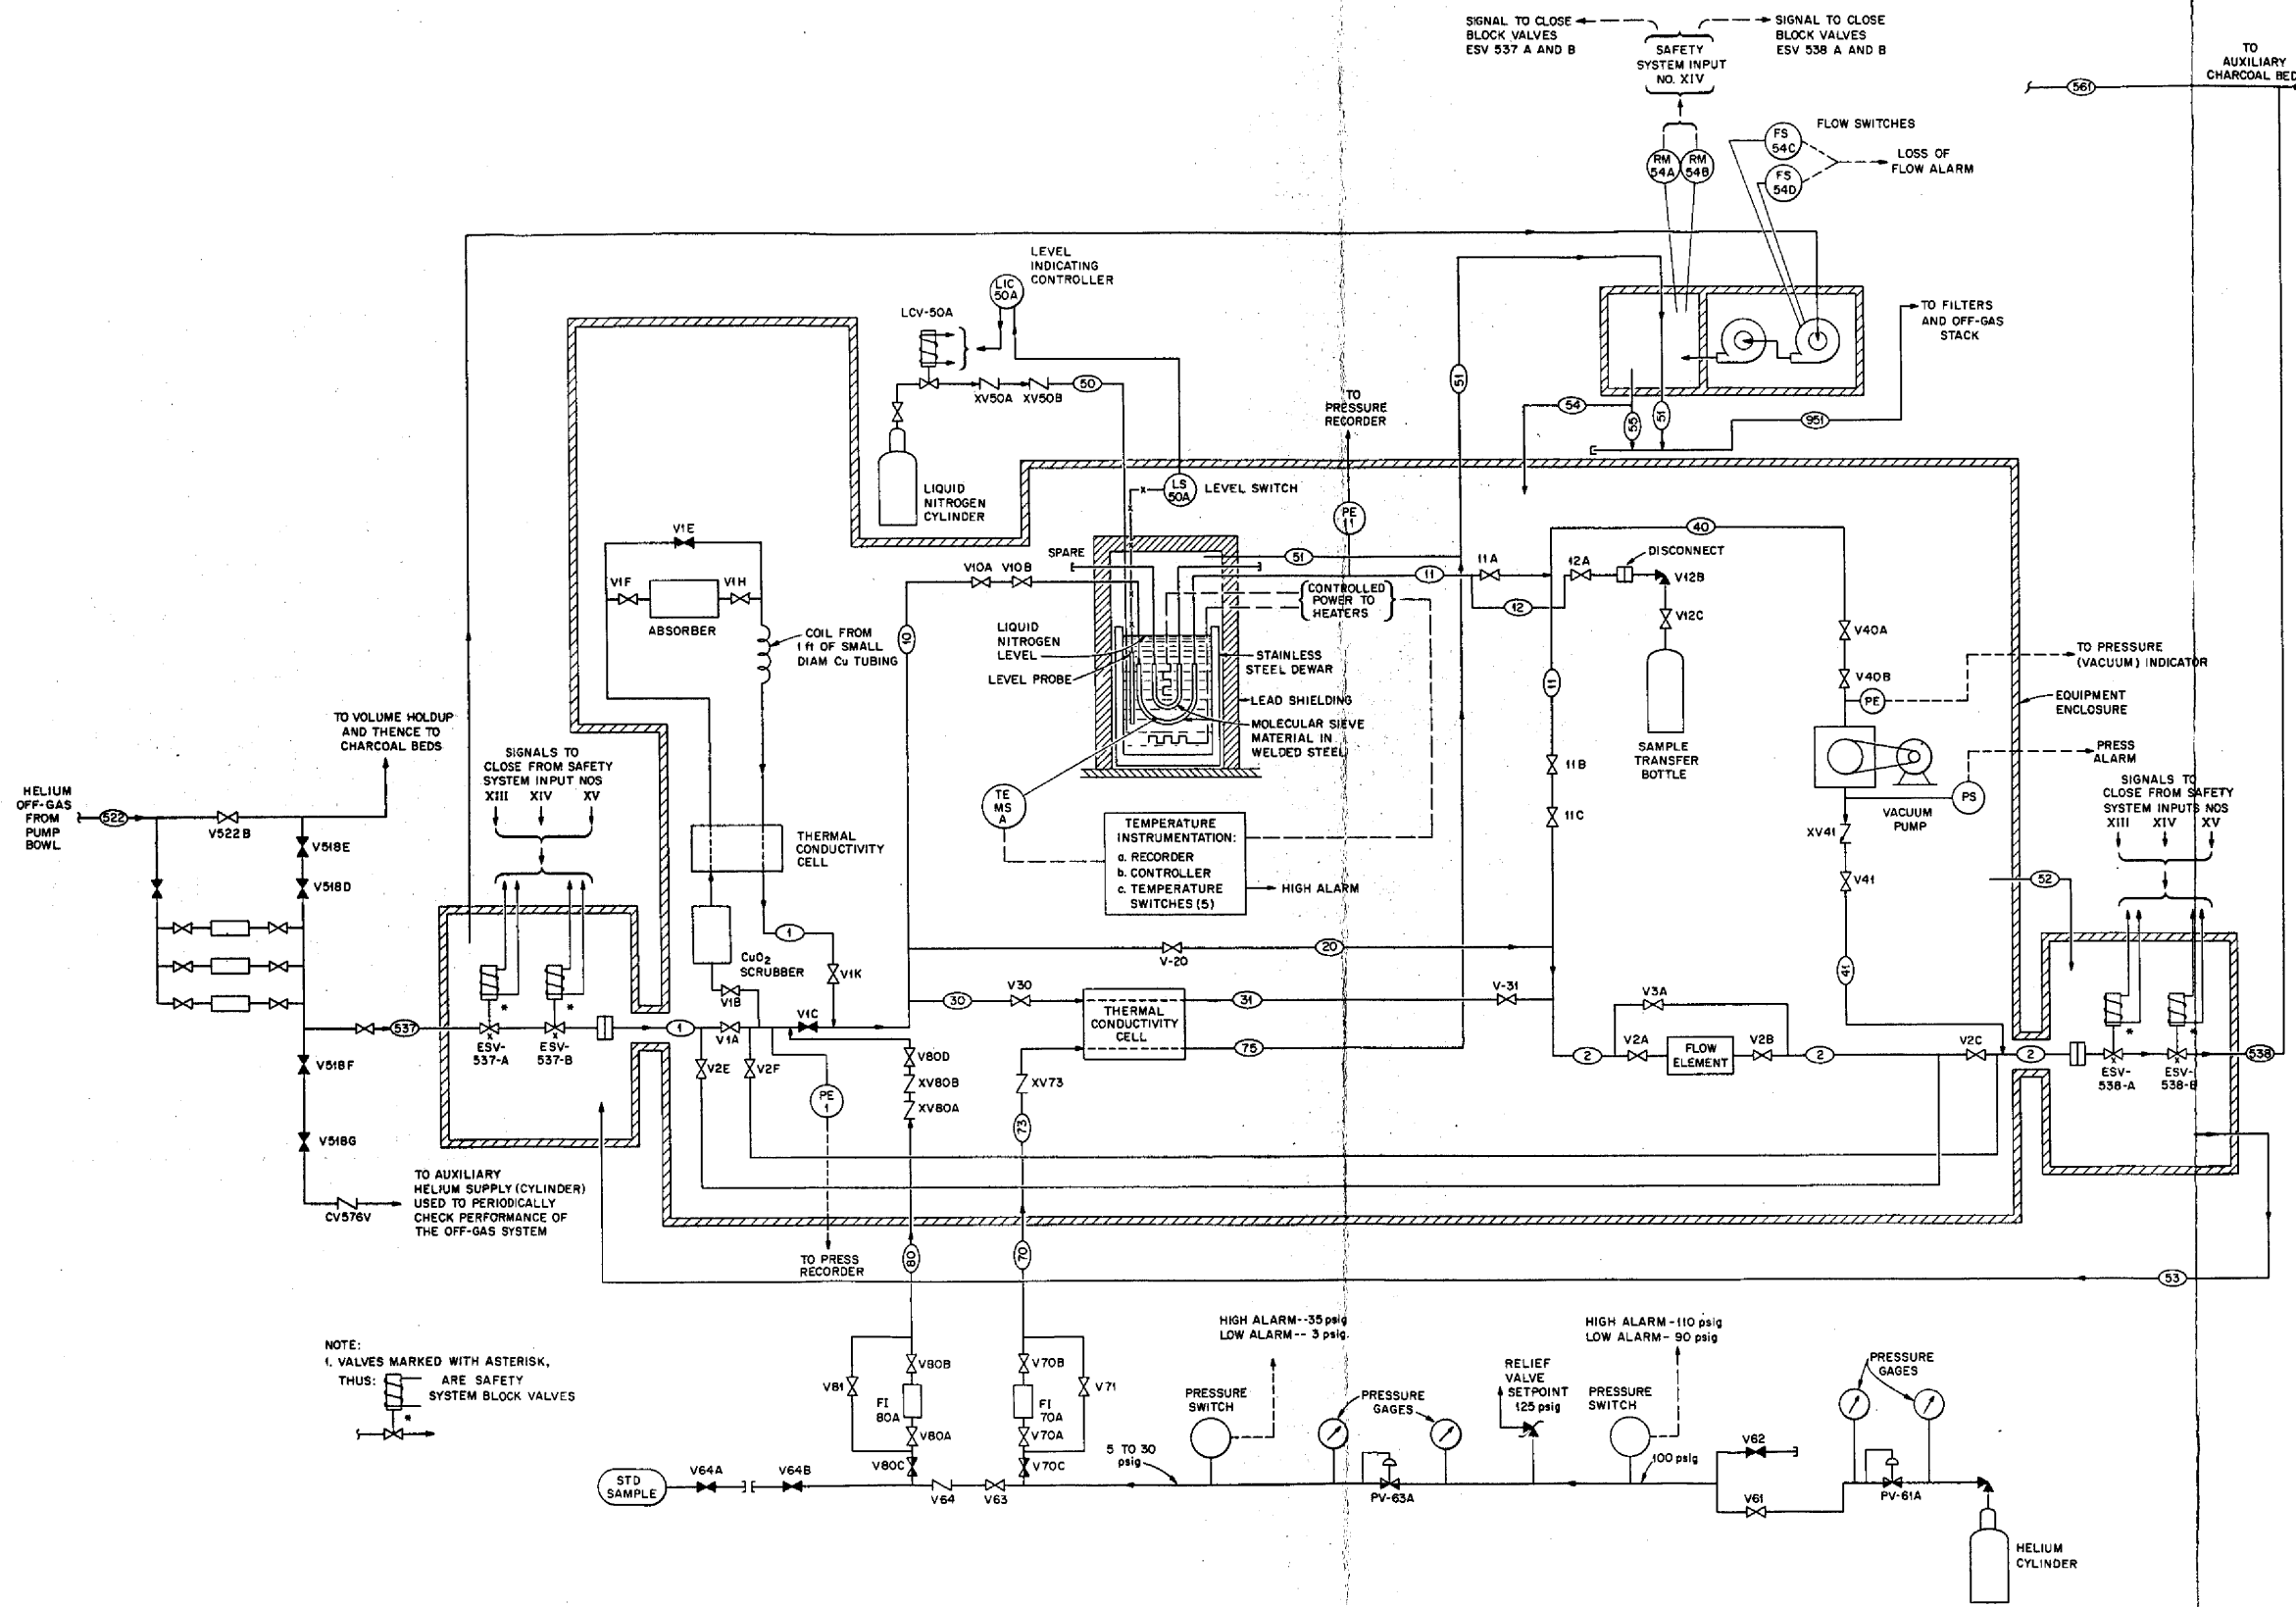 SIGNAL TO CLOSE
BLOCK VALVES
ESV 537 A AND B
SAFETY
SYSTEM INPUT
NO. XIV
SIGNAL TO CLOSE
BLOCK VALVES
ESV 538 A AND B
TO
AUXILIARY
CHARCOAL BED
561
FS
54C
FLOW SWITCHES
RM
54A
RM
54B
FS
54D
LOSS OF
FLOW ALARM
LEVEL
INDICATING
CONTROLLER
LIC
50A
LCV-50A
XV50A
XV50B
50
LIQUID
NITROGEN
CYLINDER
LS
50A
LEVEL SWITCH
TO
PRESSURE
RECORDER
PE
11
51
54
55
51
951
TO FILTERS
AND OFF-GAS
STACK
V1E
V1F
V1H
ABSORBER
COIL FROM
1 ft OF SMALL
DIAM Cu TUBING
SPARE
V10A
V10B
10
51
11
11A
12
12A
DISCONNECT
V12B
V12C
40
CONTROLLED
POWER TO
HEATERS
LIQUID
NITROGEN
LEVEL
LEVEL PROBE
STAINLESS
STEEL DEWAR
LEAD SHIELDING
MOLECULAR SIEVE
MATERIAL IN
WELDED STEEL
11
11B
11C
SAMPLE
TRANSFER
BOTTLE
V40A
V40B
PE
TO PRESSURE
(VACUUM) INDICATOR
EQUIPMENT
ENCLOSURE
PRESS
ALARM
PS
VACUUM
PUMP
XV41
V41
41
TE
MS
A
TEMPERATURE
INSTRUMENTATION:
a. RECORDER
b. CONTROLLER
c. TEMPERATURE
SWITCHES (5)
HIGH ALARM
TO VOLUME HOLDUP
AND THENCE TO
CHARCOAL BEDS
HELIUM
OFF-GAS
FROM
PUMP
BOWL
522
V522B
V518E
V518D
SIGNALS TO
CLOSE FROM SAFETY
SYSTEM INPUT NOS
XIII XIV XV
THERMAL
CONDUCTIVITY
CELL
CuO2
SCRUBBER
1
V1K
V1B
V1C
V1A
537
*
*
ESV-
537-A
ESV-
537-B
1
V2E
V2F
V518F
V518G
CV576V
TO AUXILIARY
HELIUM SUPPLY (CYLINDER)
USED TO PERIODICALLY
CHECK PERFORMANCE OF
THE OFF-GAS SYSTEM
PE
1
TO PRESS
RECORDER
V80D
XV80B
XV80A
V-20
20
30
V30
THERMAL
CONDUCTIVITY
CELL
31
V-31
75
XV73
73
2
V3A
V2A
FLOW
ELEMENT
V2B
2
V2C
2
SIGNALS TO
CLOSE FROM SAFETY
SYSTEM INPUTS NOS
XIII XIV XV
52
*
*
ESV-
538-A
ESV-
538-B
538
53
80
70
NOTE:
1. VALVES MARKED WITH ASTERISK,
THUS:
*
ARE SAFETY
SYSTEM BLOCK VALVES
V81
V80B
FI
80A
V80A
V80C
V70B
FI
70A
V70A
V70C
V71
STD
SAMPLE
V64A
V64B
V64
V63
5 TO 30
psig
PRESSURE
SWITCH
HIGH ALARM--35 psig
LOW ALARM-- 3 psig.
PRESSURE
GAGES
PV-63A
RELIEF
VALVE
SETPOINT
125 psig
PRESSURE
SWITCH
HIGH ALARM-110 psig
LOW ALARM- 90 psig
100 psig
V62
V61
PRESSURE
GAGES
PV-61A
HELIUM
CYLINDER